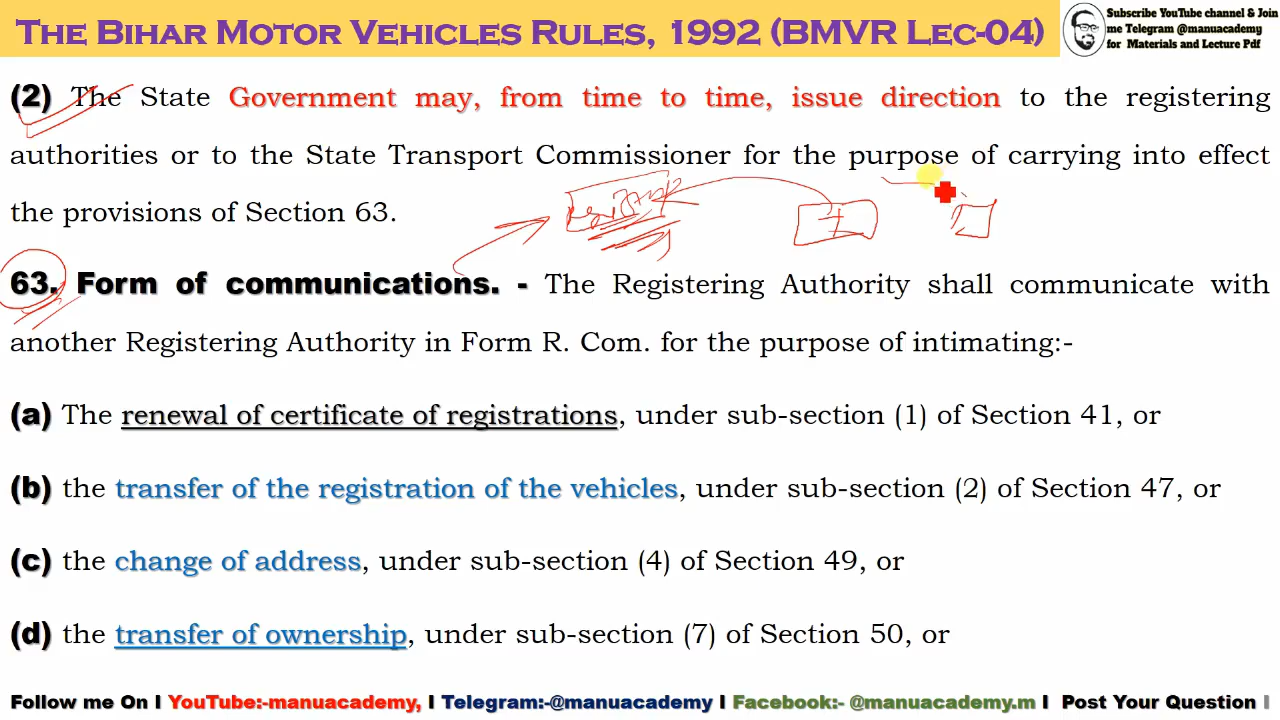 THE BIHAR MOTOR VEHICLES RULES, 1992 (BMVR LEC-04)
Subscribe YouTube channel & Join
me Telegram @manuacademy
for Materials and Lecture Pdf
(2) The State Government may, from time to time, issue direction to the registering
authorities or to the State Transport Commissioner for the purpose of carrying into effect
the provisions of Section 63.
63. Form of communications. - The Registering Authority shall communicate with
another Registering Authority in Form R. Com. for the purpose of intimating:-
(a) The renewal of certificate of registrations, under sub-section (1) of Section 41, or
(b) the transfer of the registration of the vehicles, under sub-section (2) of Section 47, or
(c) the change of address, under sub-section (4) of Section 49, or
(d) the transfer of ownership, under sub-section (7) of Section 50, or
Follow me On I YouTube:-manuacademy, I Telegram:-@manuacademy I Facebook:- @manuacademy.m I Post Your Question I